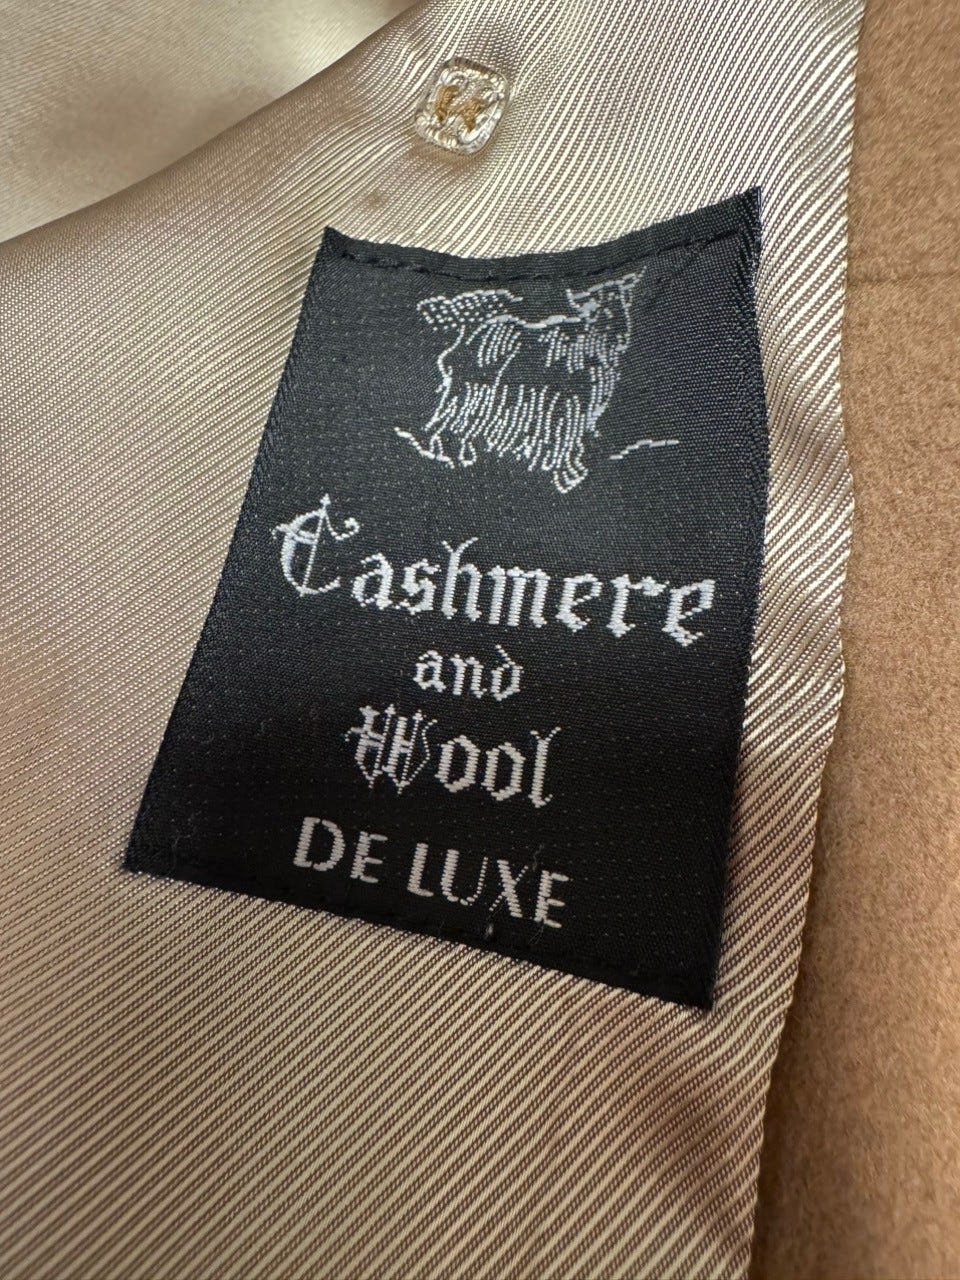 Cashmere
and
Wool
DE LUXE